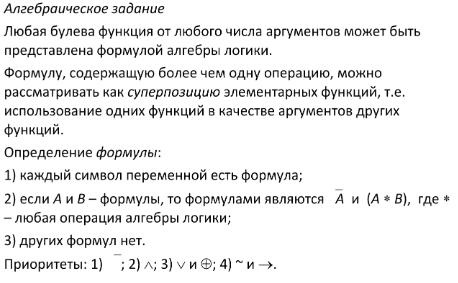 Алгебраическое задание
Любая булева функция от любого числа аргументов может быть
представлена формулой алгебры логики.
Формулу, содержащую более чем одну операцию, можно
рассматривать как суперпозицию элементарных функций, т.е.
использование одних функций в качестве аргументов других
функций.
Определение формулы:
1) каждый символ переменной есть формула;
2) если A и B – формулы, то формулами являются A̅ и (A ∗ B), где ∗
– любая операция алгебры логики;
3) других формул нет.
Приоритеты: 1) ¯; 2) ∧; 3) ∨ и ⊕; 4) ~ и →.